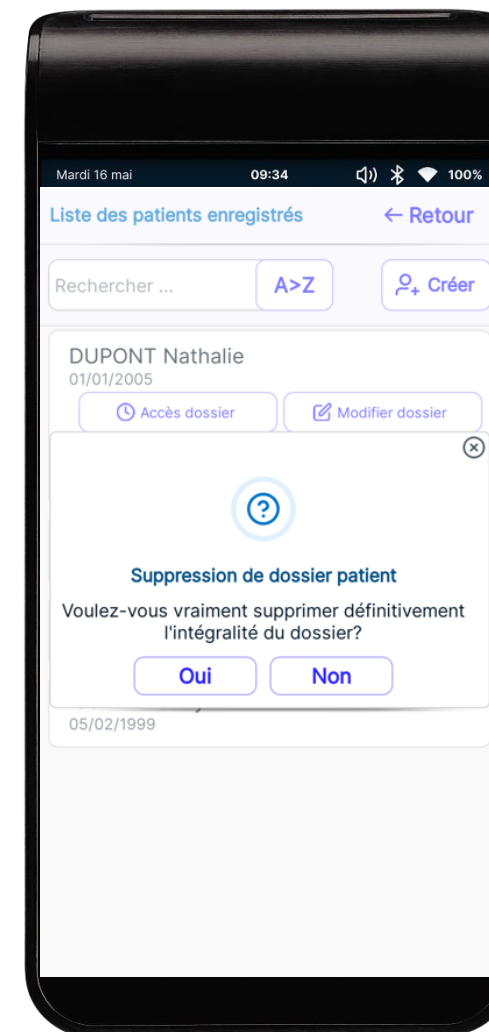 Mardi 16 mai 09:34 100%
Liste des patients enregistrés ← Retour
Rechercher ... A>Z Créer
DUPONT Nathalie
01/01/2005
Accès dossier Modifier dossier
Suppression de dossier patient
Voulez-vous vraiment supprimer définitivement
l'intégralité du dossier?
Oui Non
05/02/1999